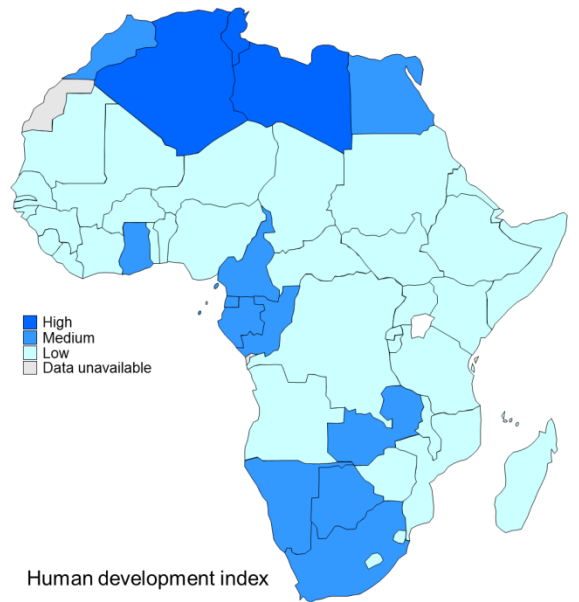 High
Medium
Low
Data unavailable
Human development index